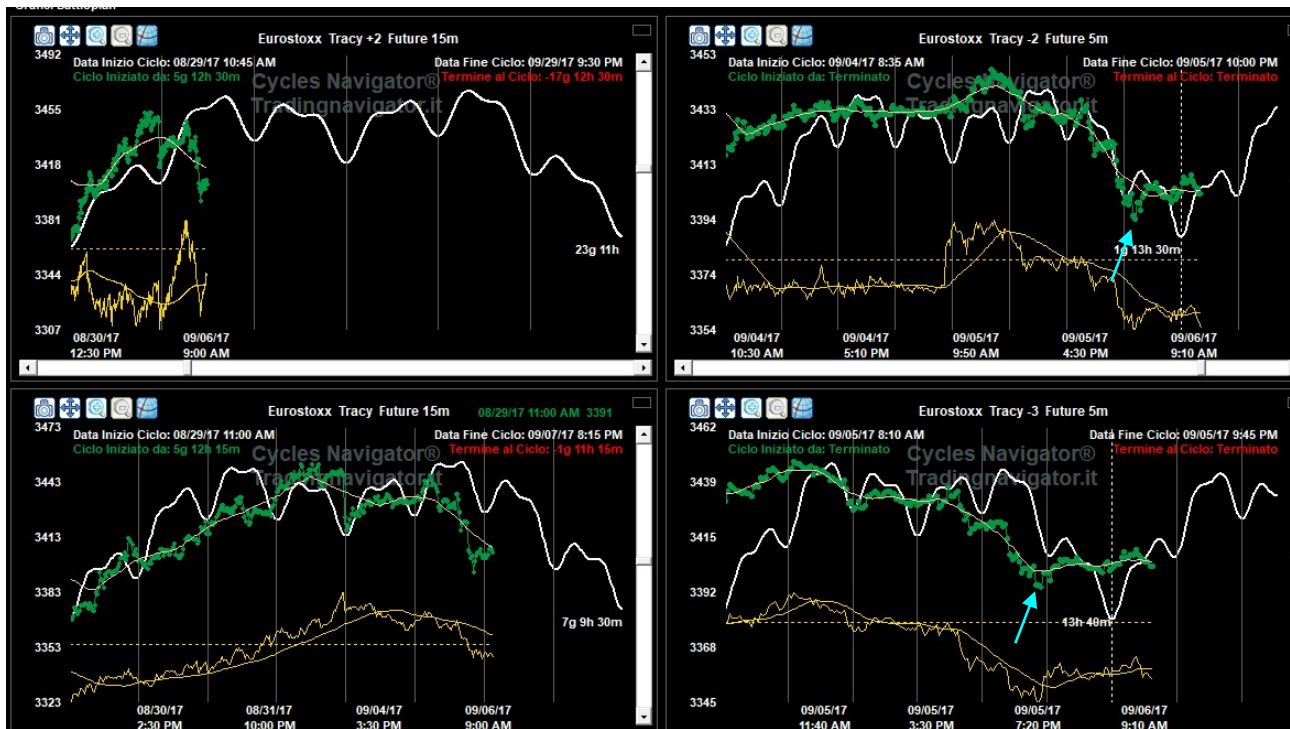 Grafici Battleplan
Eurostoxx Tracy +2 Future 15m
Data Inizio Ciclo: 08/29/17 10:45 AM
Data Fine Ciclo: 09/29/17 9:30 PM
Ciclo Iniziato da: 5g 12h 30m
Termine al Ciclo: -17g 12h 30m
Cycles Navigator®
Tradingnavigator.it
3492
3455
3418
3381
3344
3307
23g 11h
08/30/17
12:30 PM
09/06/17
9:00 AM
Eurostoxx Tracy -2 Future 5m
Data Inizio Ciclo: 09/04/17 8:35 AM
Data Fine Ciclo: 09/05/17 10:00 PM
Ciclo Iniziato da: Terminato
Termine al Ciclo: Terminato
Cycles Navigator®
Tradingnavigator.it
3453
3433
3413
3394
3374
3354
1g 13h 30m
09/04/17
10:30 AM
09/04/17
5:10 PM
09/05/17
9:50 AM
09/05/17
4:30 PM
09/06/17
9:10 AM
Eurostoxx Tracy Future 15m
08/29/17 11:00 AM 3391
Data Inizio Ciclo: 08/29/17 11:00 AM
Data Fine Ciclo: 09/07/17 8:15 PM
Ciclo Iniziato da: 5g 12h 15m
Termine al Ciclo: -1g 11h 15m
Cycles Navigator®
Tradingnavigator.it
3473
3443
3413
3383
3353
3323
7g 9h 30m
08/30/17
2:30 PM
08/31/17
10:00 PM
09/04/17
3:30 PM
09/06/17
9:00 AM
Eurostoxx Tracy -3 Future 5m
Data Inizio Ciclo: 09/05/17 8:10 AM
Data Fine Ciclo: 09/05/17 9:45 PM
Ciclo Iniziato da: Terminato
Termine al Ciclo: Terminato
Cycles Navigator®
Tradingnavigator.it
3462
3439
3415
3392
3368
3345
13h 40m
09/05/17
11:40 AM
09/05/17
3:30 PM
09/05/17
7:20 PM
09/06/17
9:10 AM